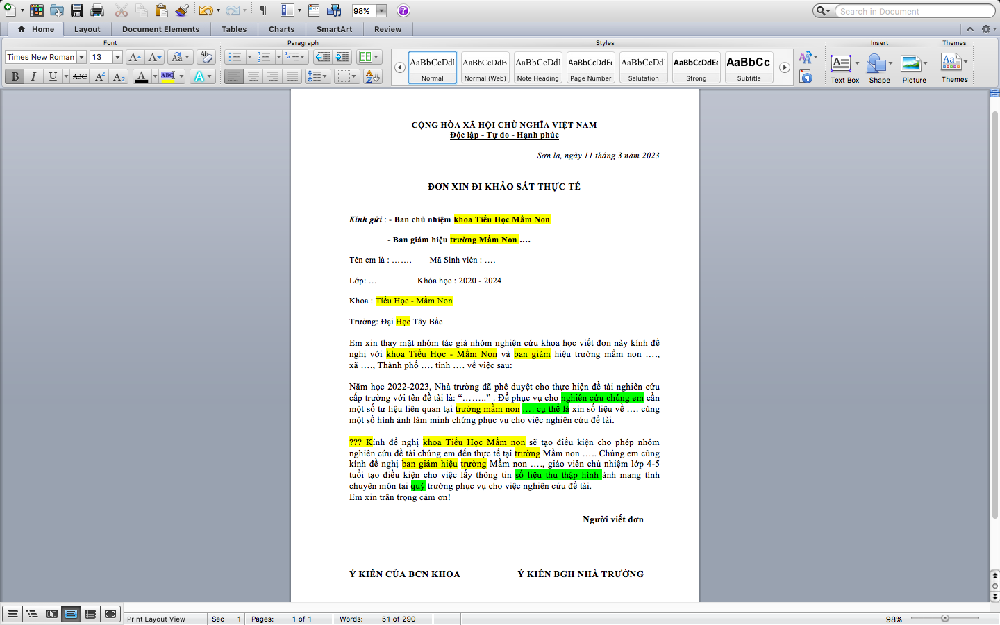 98%
Search in Document
Home
Layout
Document Elements
Tables
Charts
SmartArt
Review
Font
Paragraph
Styles
Insert
Themes
Times New Roman
13
A
A
Aa
Ab
B
I
U
ABC
A2
A2
A
ABC
A
A
Z
AaBbCcDdI
Normal
AaBbCcDdE
Normal (Web)
AaBbCcDdI
Note Heading
AaBbCcDdEe
Page Number
AaBbCcDdI
Salutation
AaBbCcDdEe
Strong
AaBbCc
Subtitle
Text Box
Shape
Picture
Aa
Themes
CỘNG HÒA XÃ HỘI CHỦ NGHĨA VIỆT NAM
Độc lập - Tự do - Hạnh phúc
Sơn la, ngày 11 tháng 3 năm 2023
ĐƠN XIN ĐI KHẢO SÁT THỰC TẾ
Kính gửi : - Ban chủ nhiệm khoa Tiểu Học Mầm Non
- Ban giám hiệu trường Mầm Non ….
Tên em là : ……. Mã Sinh viên : ….
Lớp: … Khóa học : 2020 - 2024
Khoa : Tiểu Học - Mầm Non
Trường: Đại Học Tây Bắc
Em xin thay mặt nhóm tác giả nhóm nghiên cứu khoa học viết đơn này kính đề
nghị với khoa Tiểu Học - Mầm Non và ban giám hiệu trường mầm non ….,
xã …., Thành phố …. tỉnh …. về việc sau:
Năm học 2022-2023, Nhà trường đã phê duyệt cho thực hiện đề tài nghiên cứu
cấp trường với tên đề tài là: “……..” . Để phục vụ cho nghiên cứu chúng em cần
một số tư liệu liên quan tại trường mầm non …. cụ thể là xin số liệu về …. cùng
một số hình ảnh làm minh chứng phục vụ cho việc nghiên cứu đề tài.
??? Kính đề nghị khoa Tiểu Học Mầm non sẽ tạo điều kiện cho phép nhóm
nghiên cứu đề tài chúng em đến thực tế tại trường Mầm non ….. Chúng em cũng
kính đề nghị ban giám hiệu trường Mầm non …., giáo viên chủ nhiệm lớp 4-5
tuổi tạo điều kiện cho việc lấy thông tin số liệu thu thập hình ảnh mang tính
chuyên môn tại quý trường phục vụ cho việc nghiên cứu đề tài.
Em xin trân trọng cảm ơn!
Người viết đơn
Ý KIẾN CỦA BCN KHOA Ý KIẾN BGH NHÀ TRƯỜNG
Print Layout View
Sec 1
Pages: 1 of 1
Words: 51 of 290
98%